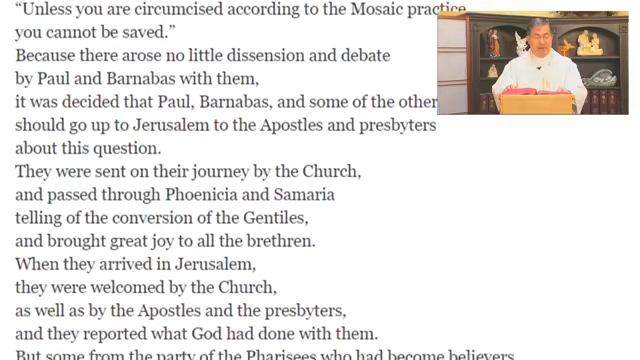 “Unless you are circumcised according to the Mosaic practice,
you cannot be saved.”
Because there arose no little dissension and debate
by Paul and Barnabas with them,
it was decided that Paul, Barnabas, and some of the other
should go up to Jerusalem to the Apostles and presbyters
about this question.
They were sent on their journey by the Church,
and passed through Phoenicia and Samaria
telling of the conversion of the Gentiles,
and brought great joy to all the brethren.
When they arrived in Jerusalem,
they were welcomed by the Church,
as well as by the Apostles and the presbyters,
and they reported what God had done with them.
But some from the party of the Pharisees who had become believers